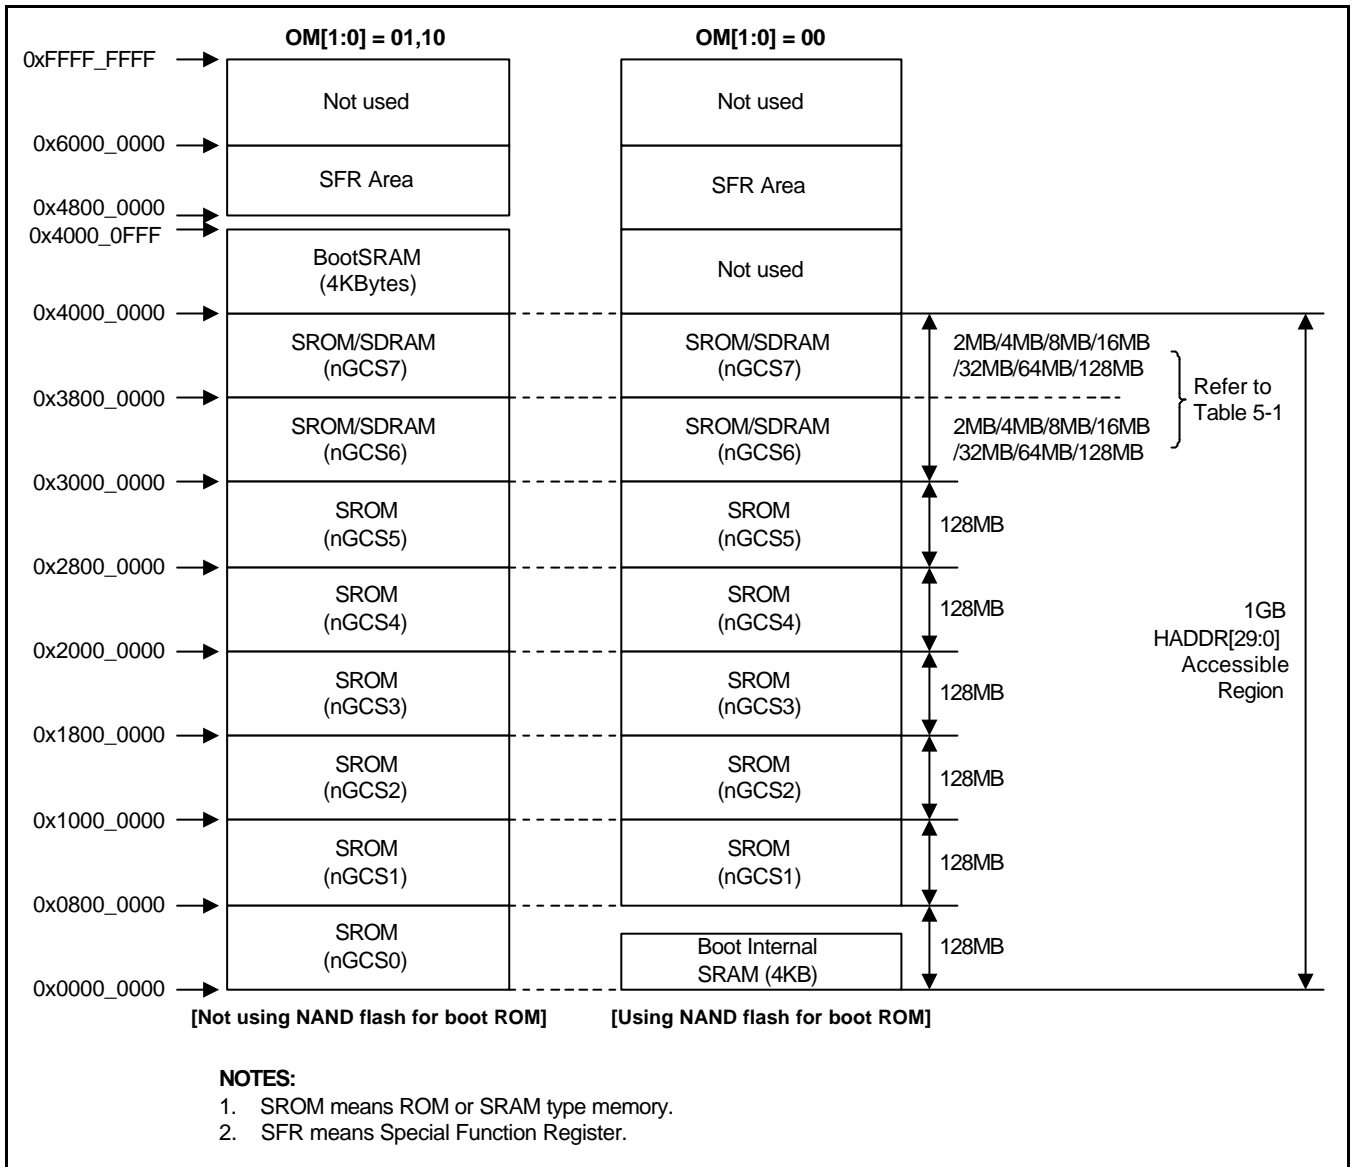 OM[1:0] = 01,10
OM[1:0] = 00
0xFFFF_FFFF
Not used
Not used
0x6000_0000
SFR Area
SFR Area
0x4800_0000
0x4000_0FFF
BootSRAM
(4KBytes)
Not used
0x4000_0000
SROM/SDRAM
(nGCS7)
SROM/SDRAM
(nGCS7)
2MB/4MB/8MB/16MB
/32MB/64MB/128MB
Refer to
Table 5-1
0x3800_0000
SROM/SDRAM
(nGCS6)
SROM/SDRAM
(nGCS6)
2MB/4MB/8MB/16MB
/32MB/64MB/128MB
0x3000_0000
SROM
(nGCS5)
SROM
(nGCS5)
128MB
0x2800_0000
SROM
(nGCS4)
SROM
(nGCS4)
128MB
1GB
HADDR[29:0]
Accessible
Region
0x2000_0000
SROM
(nGCS3)
SROM
(nGCS3)
128MB
0x1800_0000
SROM
(nGCS2)
SROM
(nGCS2)
128MB
0x1000_0000
SROM
(nGCS1)
SROM
(nGCS1)
128MB
0x0800_0000
SROM
(nGCS0)
Boot Internal
SRAM (4KB)
128MB
0x0000_0000
[Not using NAND flash for boot ROM]
[Using NAND flash for boot ROM]
NOTES:
1. SROM means ROM or SRAM type memory.
2. SFR means Special Function Register.